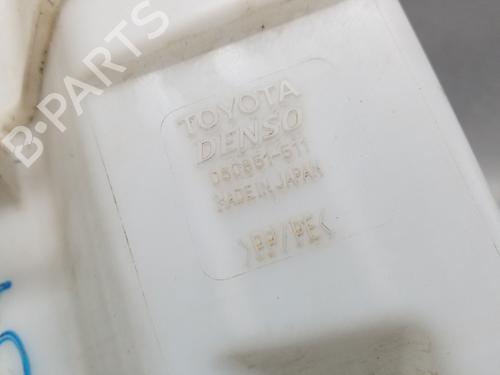 B-PARTS
TOYOTA
DENSO
060851-511
MADE IN JAPAN
>PP/PE<